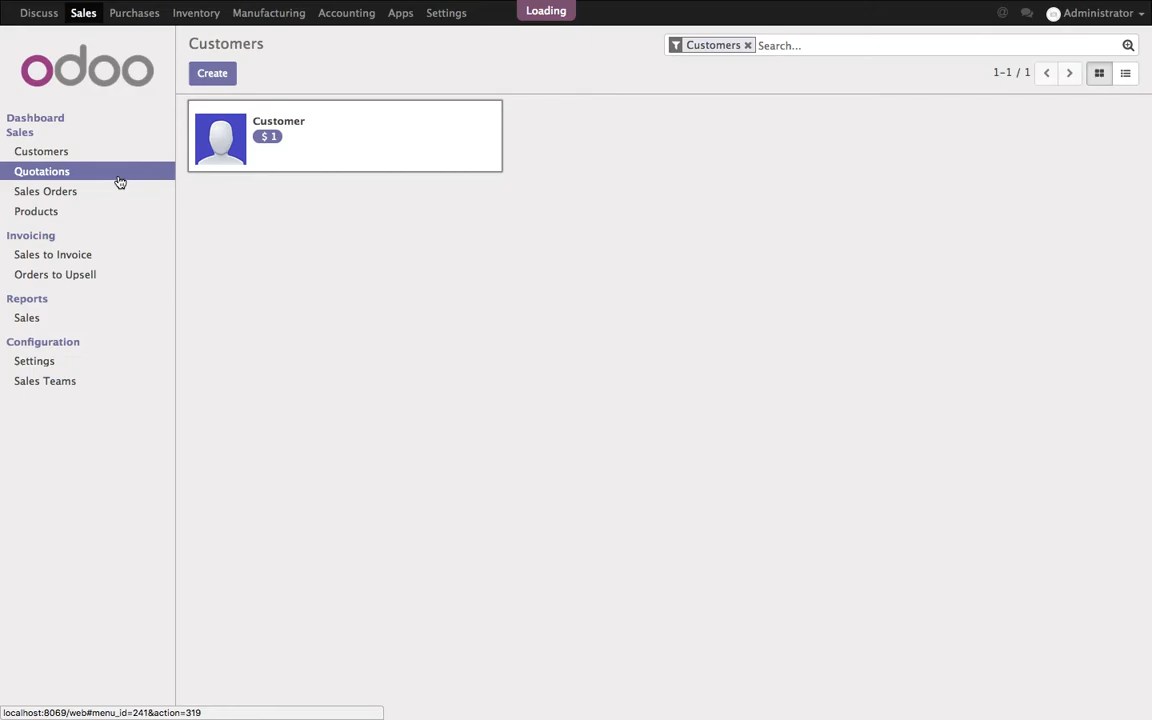 Discuss Sales Purchases Inventory Manufacturing Accounting Apps Settings Loading @ Administrator
odoo
Customers
Customers × Search...
Create
1-1 / 1
Dashboard
Sales
Customers
Quotations
Sales Orders
Products
Invoicing
Sales to Invoice
Orders to Upsell
Reports
Sales
Configuration
Settings
Sales Teams
Customer
$ 1
localhost:8069/web#menu_id=241&action=319